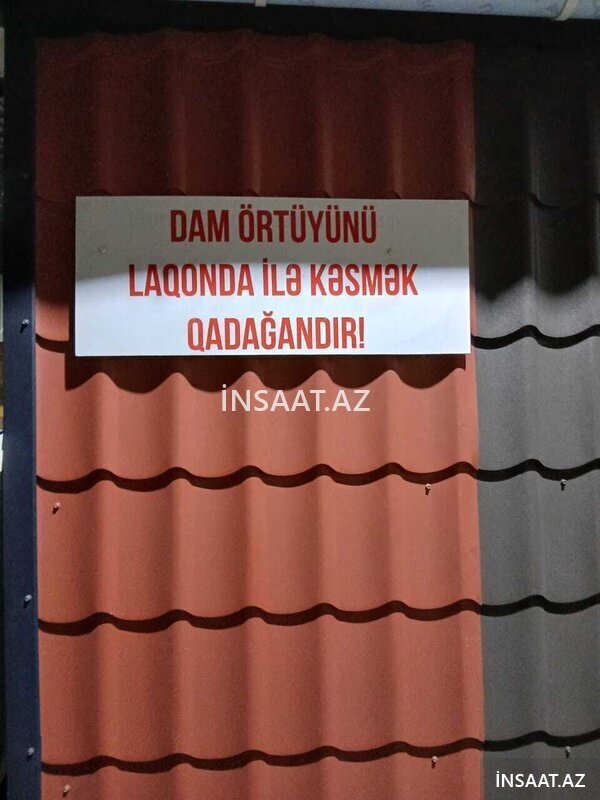 DAM ÖRTÜYÜNÜ
LAQONDA İLƏ KƏSMƏK
QADAĞANDIR!
İNSAAT.AZ
İNSAAT.AZ